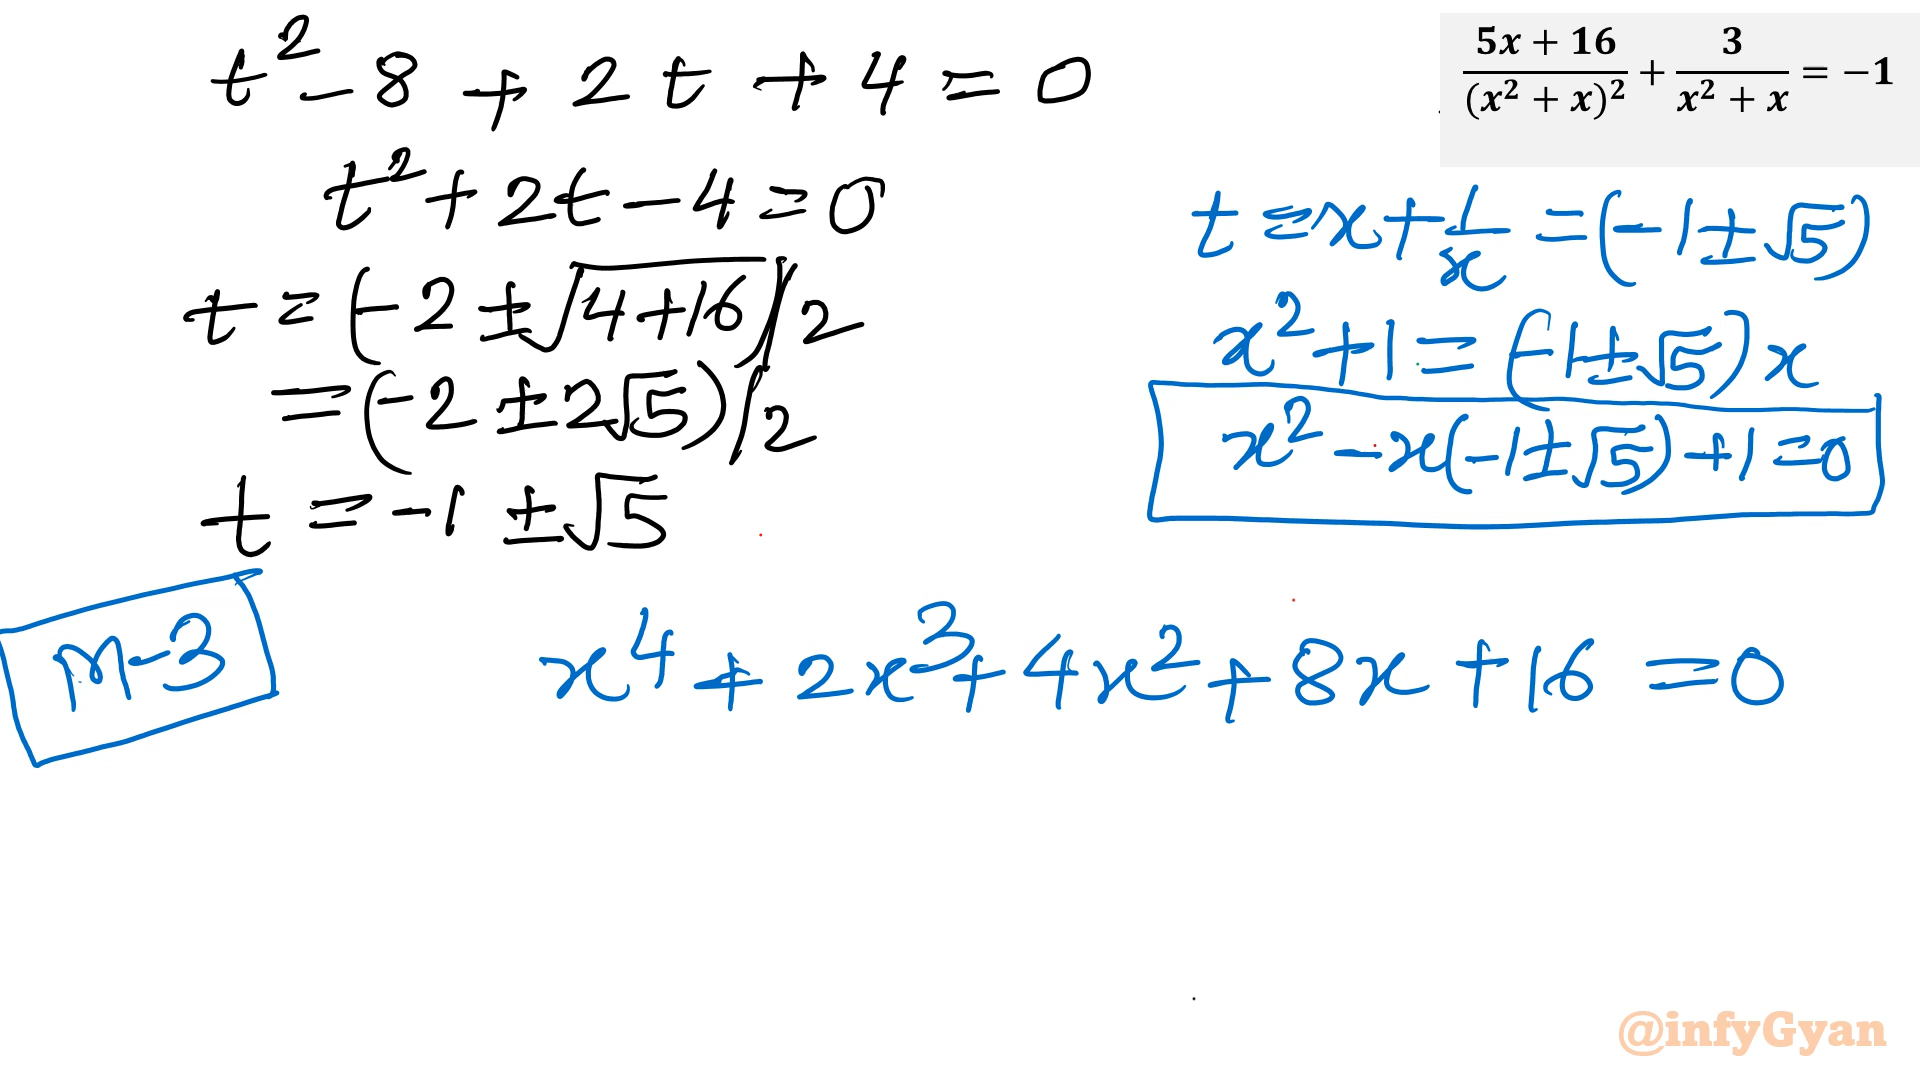 t² - 8 + 2t + 4 = 0
t² + 2t - 4 = 0
t = (-2 ± √(4+16))/2
= (-2 ± 2√5)/2
t = -1 ± √5
(5x + 16)/(x² + x)² + 3/(x² + x) = -1
t = x + 1/x = (-1 ± √5)
x² + 1 = (-1 ± √5)x
x² - x(-1 ± √5) + 1 = 0
M-3
x⁴ + 2x³ + 4x² + 8x + 16 = 0
@infyGyan